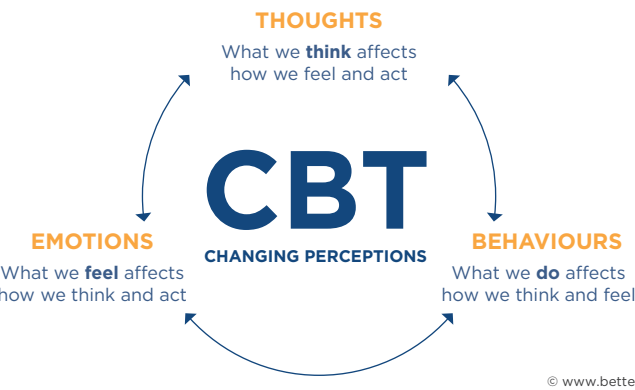 THOUGHTS
What we think affects
how we feel and act
CBT
CHANGING PERCEPTIONS
EMOTIONS
What we feel affects
how we think and act
BEHAVIOURS
What we do affects
how we think and feel
© www.bette